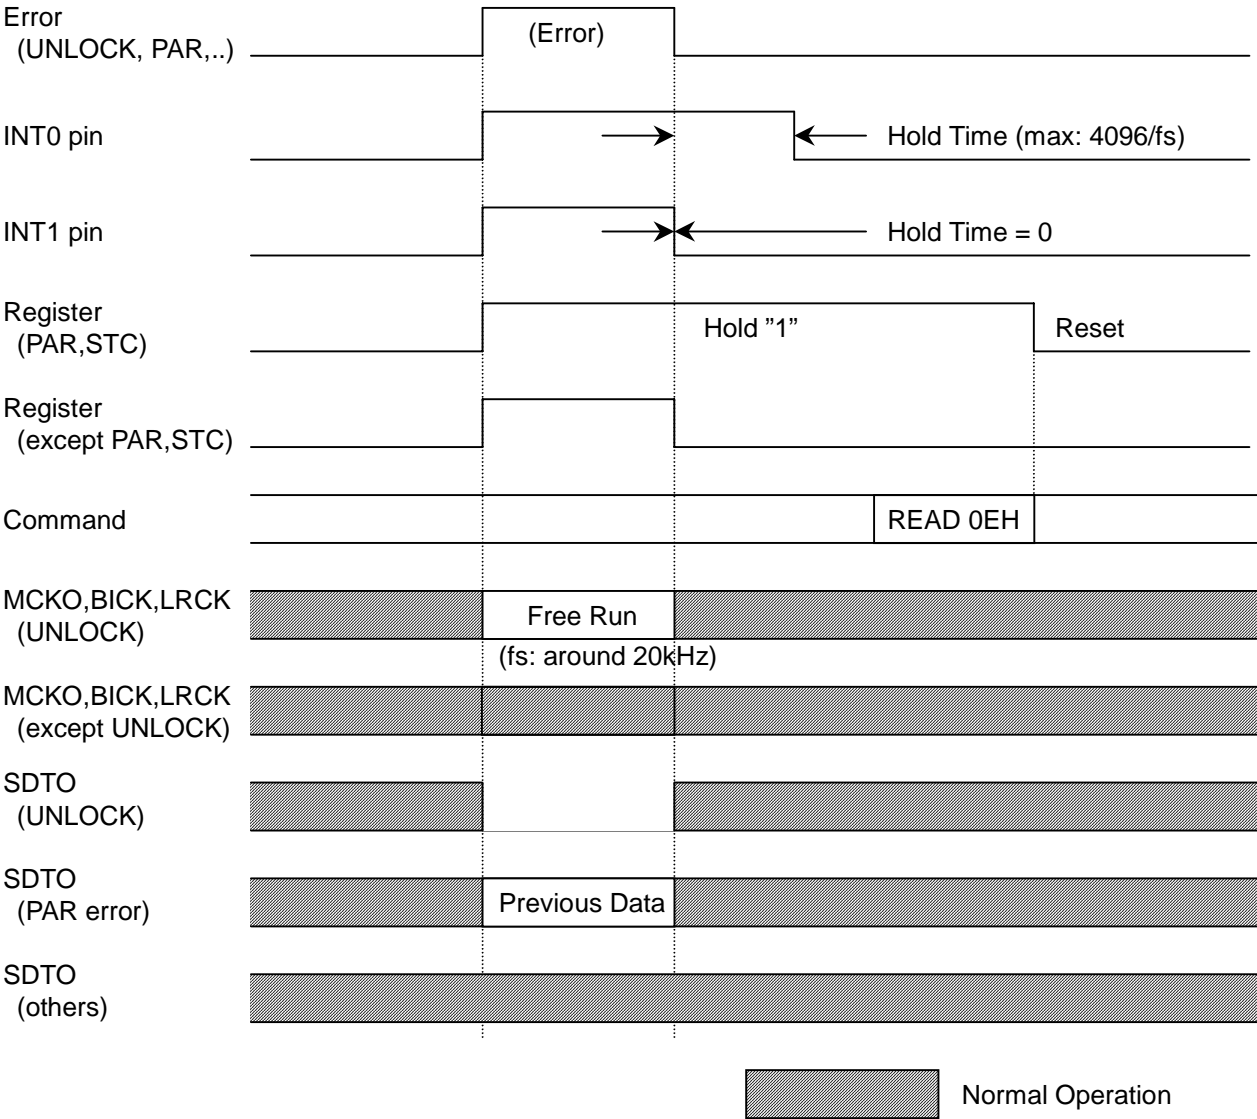 Error
(UNLOCK, PAR,..)
(Error)
INT0 pin
Hold Time (max: 4096/fs)
INT1 pin
Hold Time = 0
Register
(PAR,STC)
Hold ”1”
Reset
Register
(except PAR,STC)
Command
READ 0EH
MCKO,BICK,LRCK
(UNLOCK)
Free Run
(fs: around 20kHz)
MCKO,BICK,LRCK
(except UNLOCK)
SDTO
(UNLOCK)
SDTO
(PAR error)
Previous Data
SDTO
(others)
Normal Operation